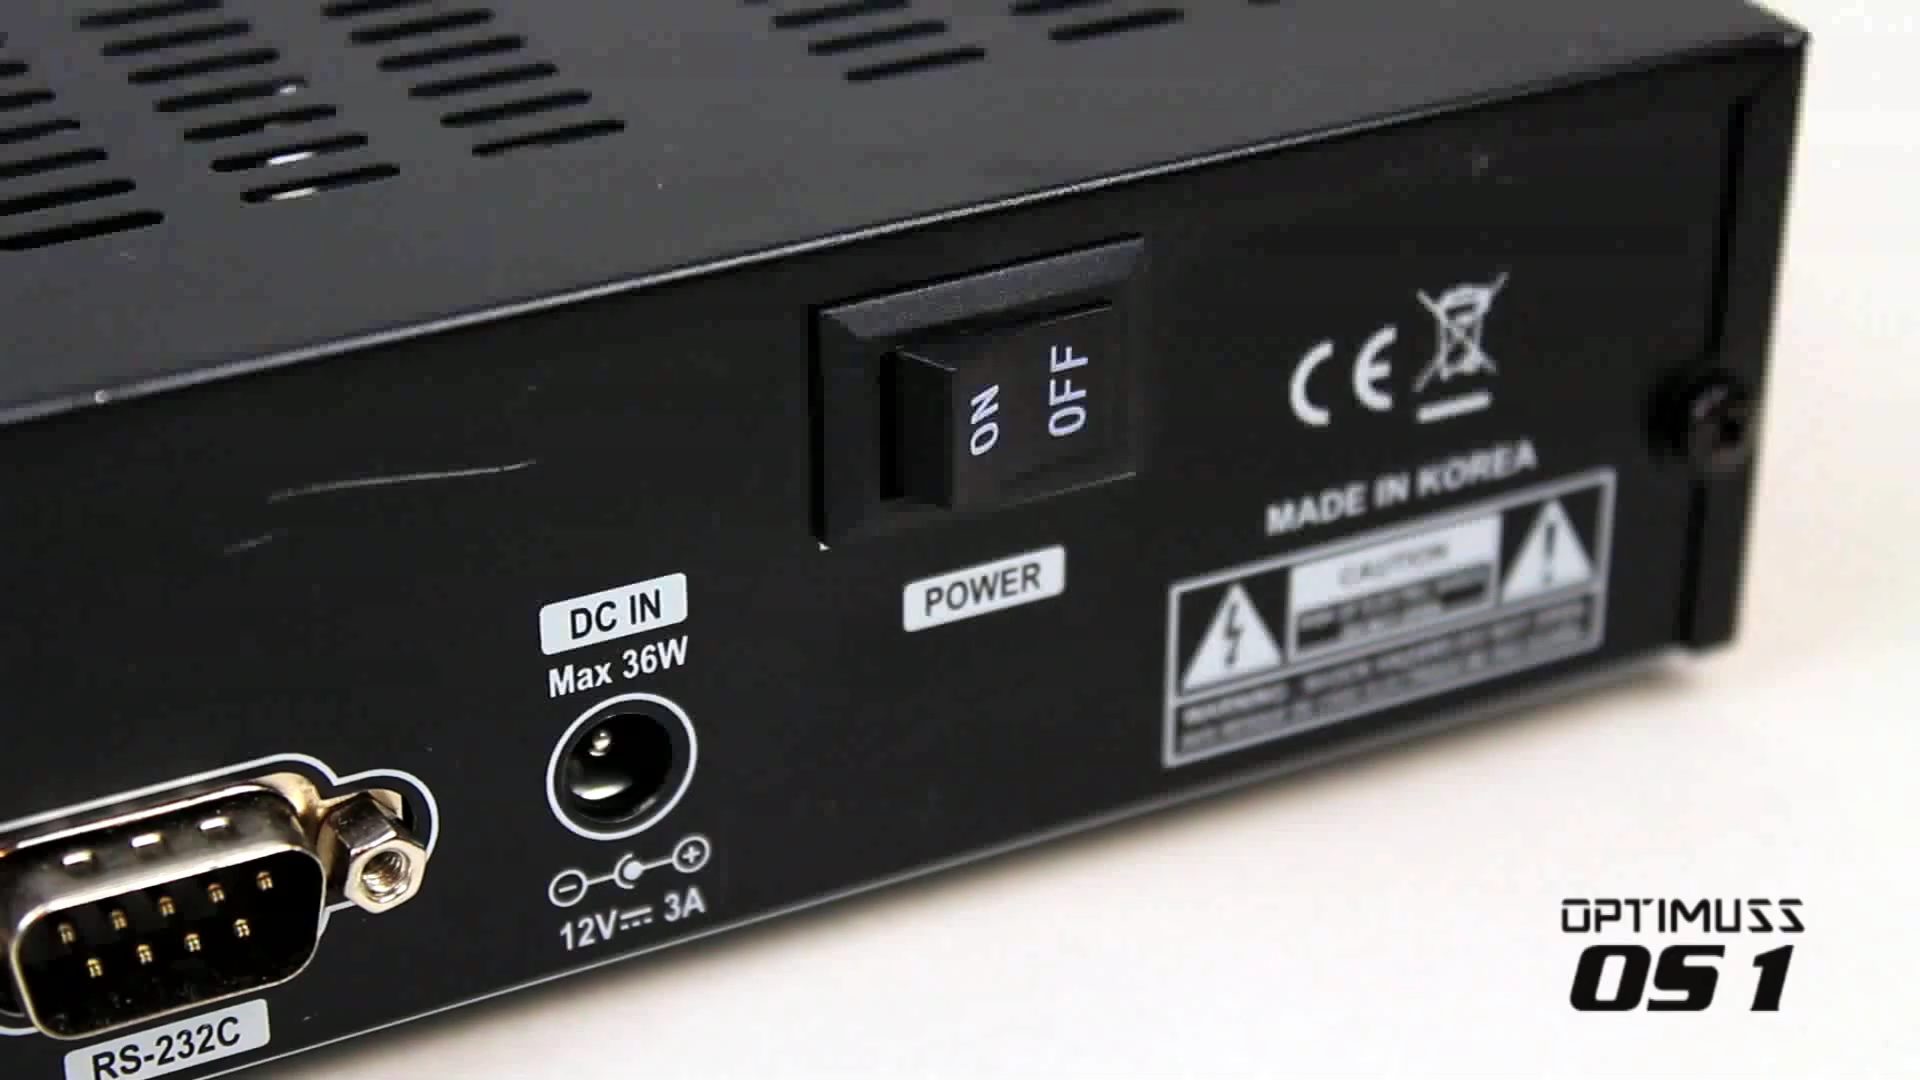 ON
OFF
POWER
CE
MADE IN KOREA
CAUTION
DC IN
Max 36W
12V⎓ 3A
RS-232C
OPTIMUSS
OS 1